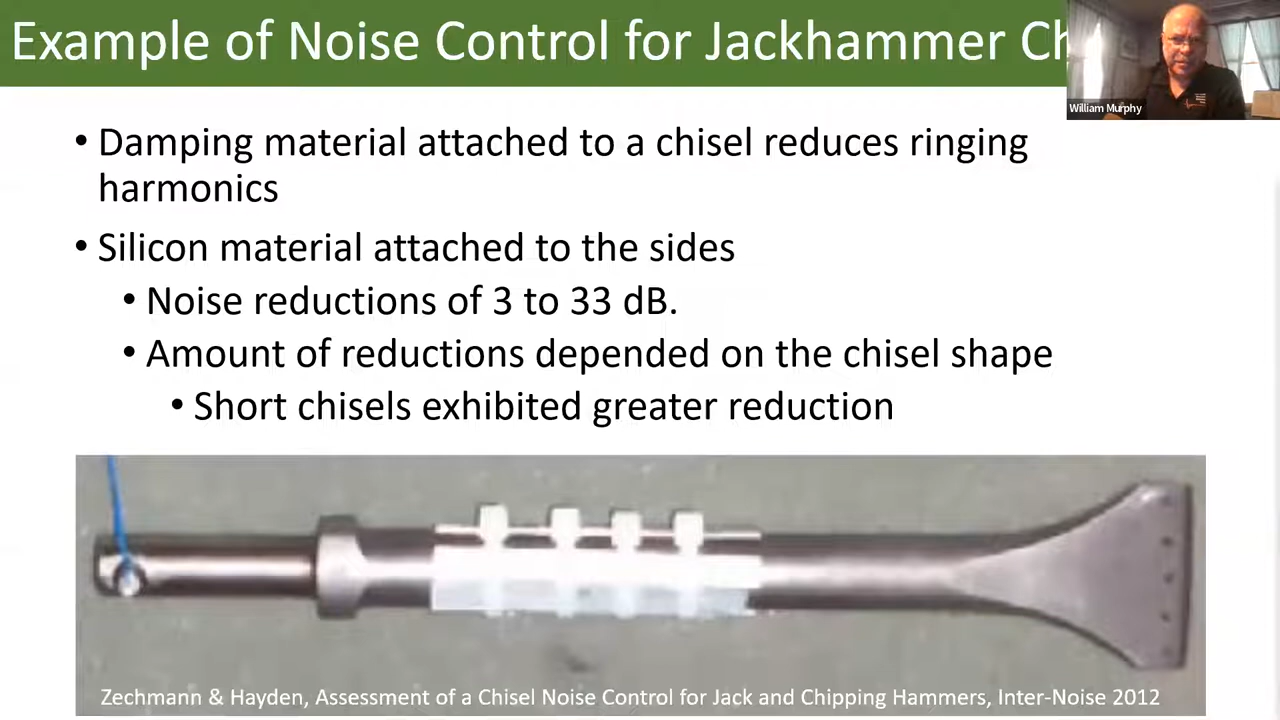 Example of Noise Control for Jackhammer Ch
William Murphy
• Damping material attached to a chisel reduces ringing
harmonics
• Silicon material attached to the sides
• Noise reductions of 3 to 33 dB.
• Amount of reductions depended on the chisel shape
• Short chisels exhibited greater reduction
Zechmann & Hayden, Assessment of a Chisel Noise Control for Jack and Chipping Hammers, Inter-Noise 2012